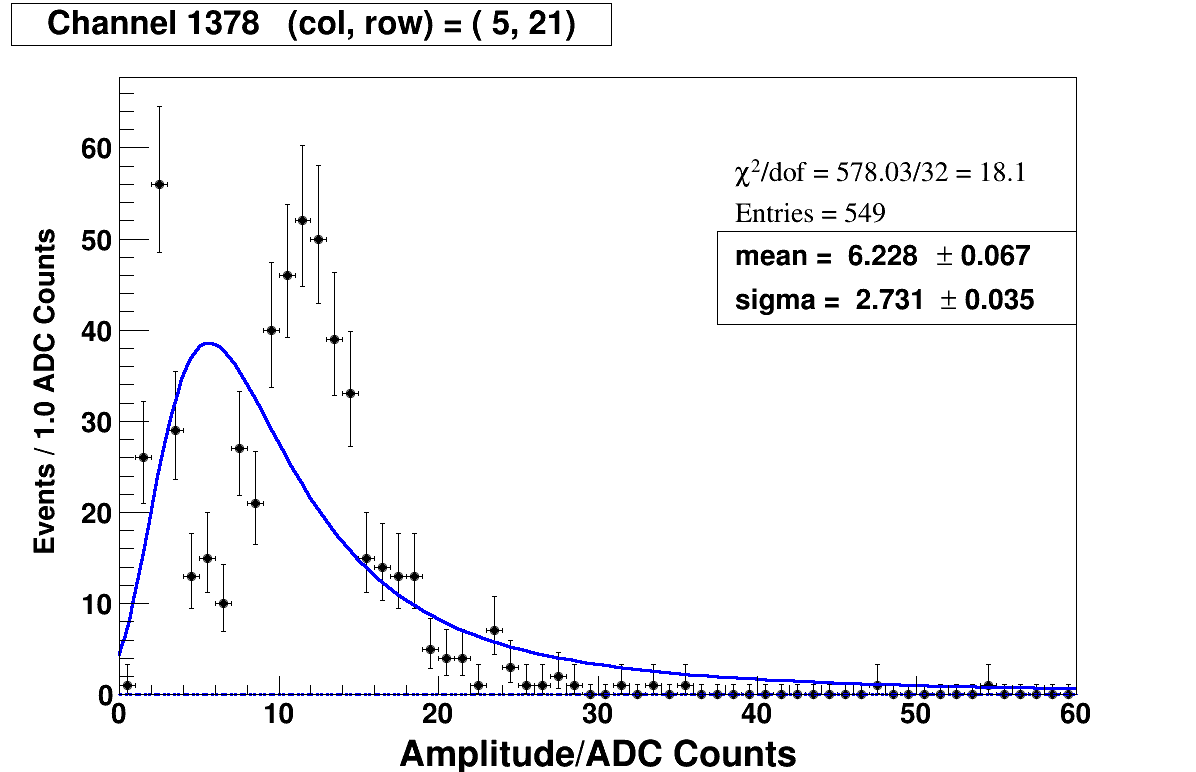 Channel 1378 (col, row) = ( 5, 21)
χ²/dof = 578.03/32 = 18.1
Entries = 549
mean = 6.228 ± 0.067
sigma = 2.731 ± 0.035
Events / 1.0 ADC Counts
60
50
40
30
20
10
0
0 10 20 30 40 50 60
Amplitude/ADC Counts